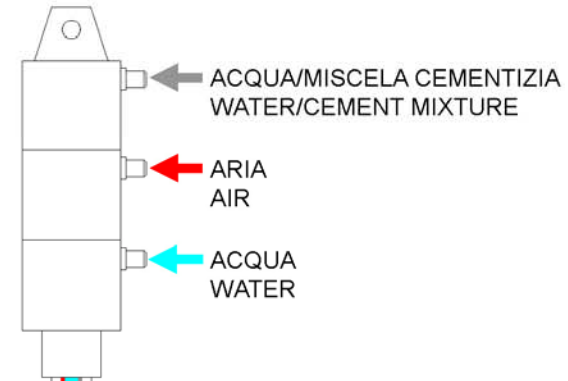 ACQUA/MISCELA CEMENTIZIA
WATER/CEMENT MIXTURE
ARIA
AIR
ACQUA
WATER